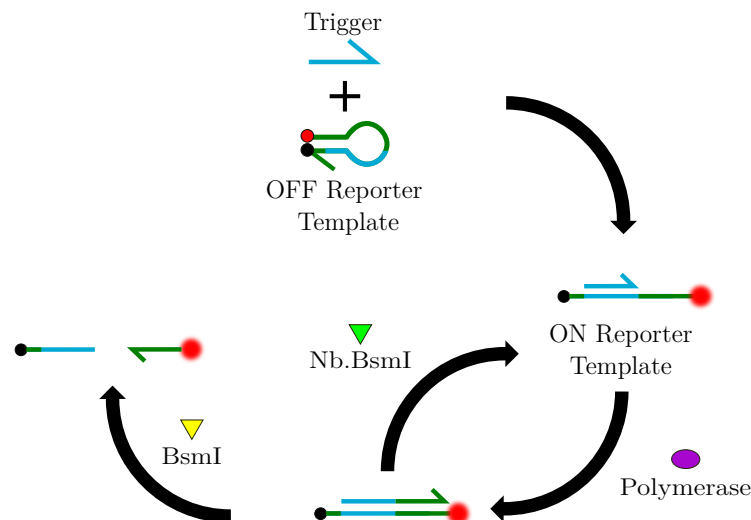 Trigger
OFF Reporter
Template
ON Reporter
Template
Nb.BsmI
BsmI
Polymerase